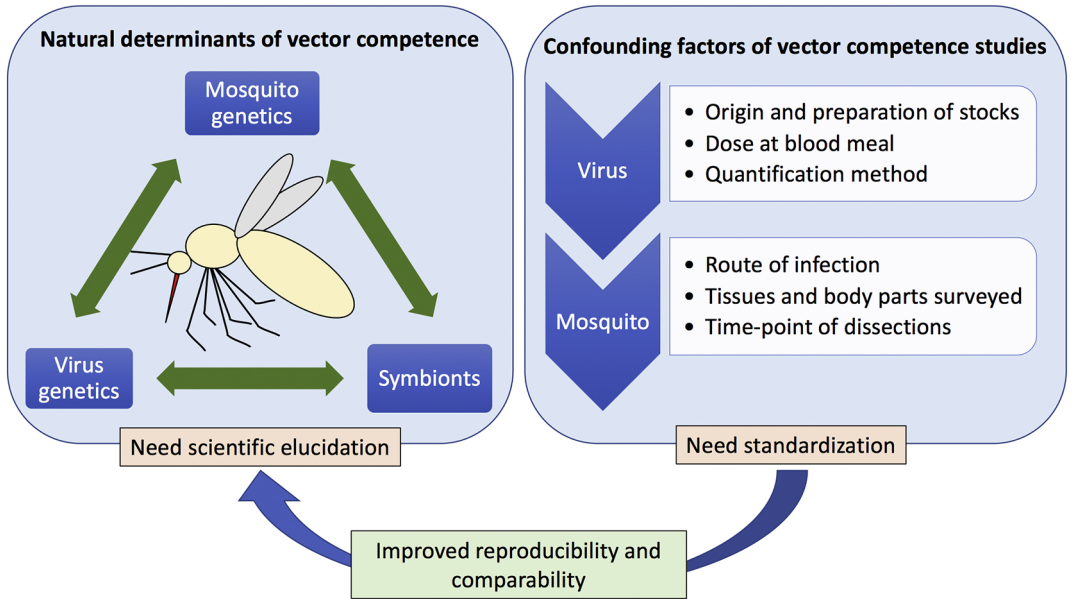 Natural determinants of vector competence
Mosquito
genetics
Virus
genetics
Symbionts
Need scientific elucidation
Confounding factors of vector competence studies
Virus
• Origin and preparation of stocks
• Dose at blood meal
• Quantification method
Mosquito
• Route of infection
• Tissues and body parts surveyed
• Time-point of dissections
Need standardization
Improved reproducibility and
comparability